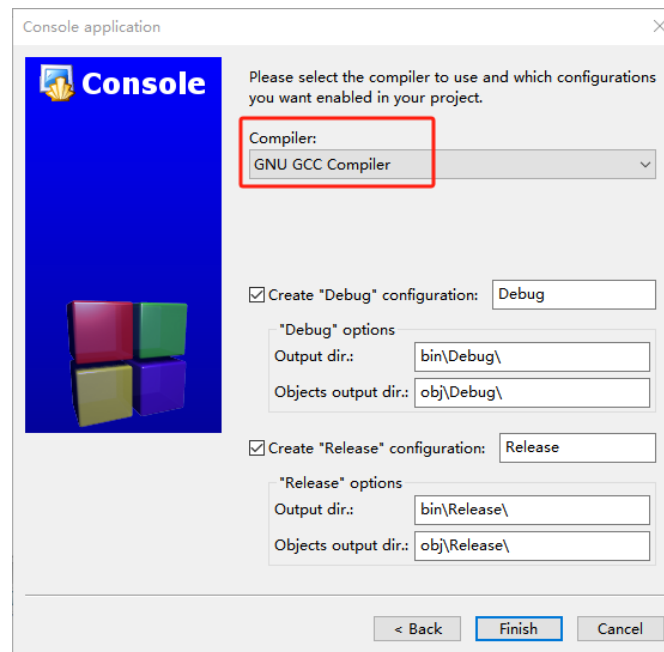 Console application
Console
Please select the compiler to use and which configurations
you want enabled in your project.
Compiler:
GNU GCC Compiler
Create "Debug" configuration: Debug
"Debug" options
Output dir.: bin\Debug\
Objects output dir.: obj\Debug\
Create "Release" configuration: Release
"Release" options
Output dir.: bin\Release\
Objects output dir.: obj\Release\
< Back Finish Cancel